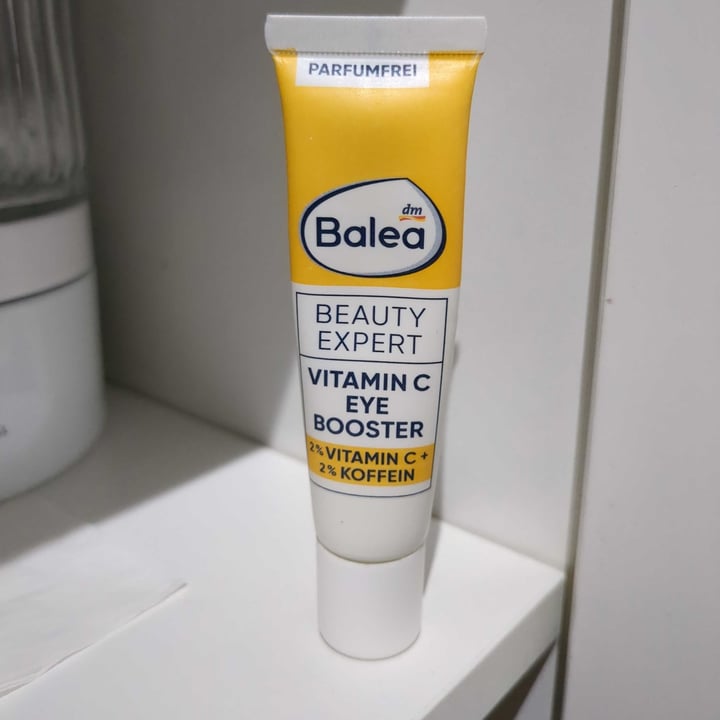 PARFUMFREI
dm
Balea
BEAUTY
EXPERT
VITAMIN C
EYE
BOOSTER
2% VITAMIN C +
2% KOFFEIN